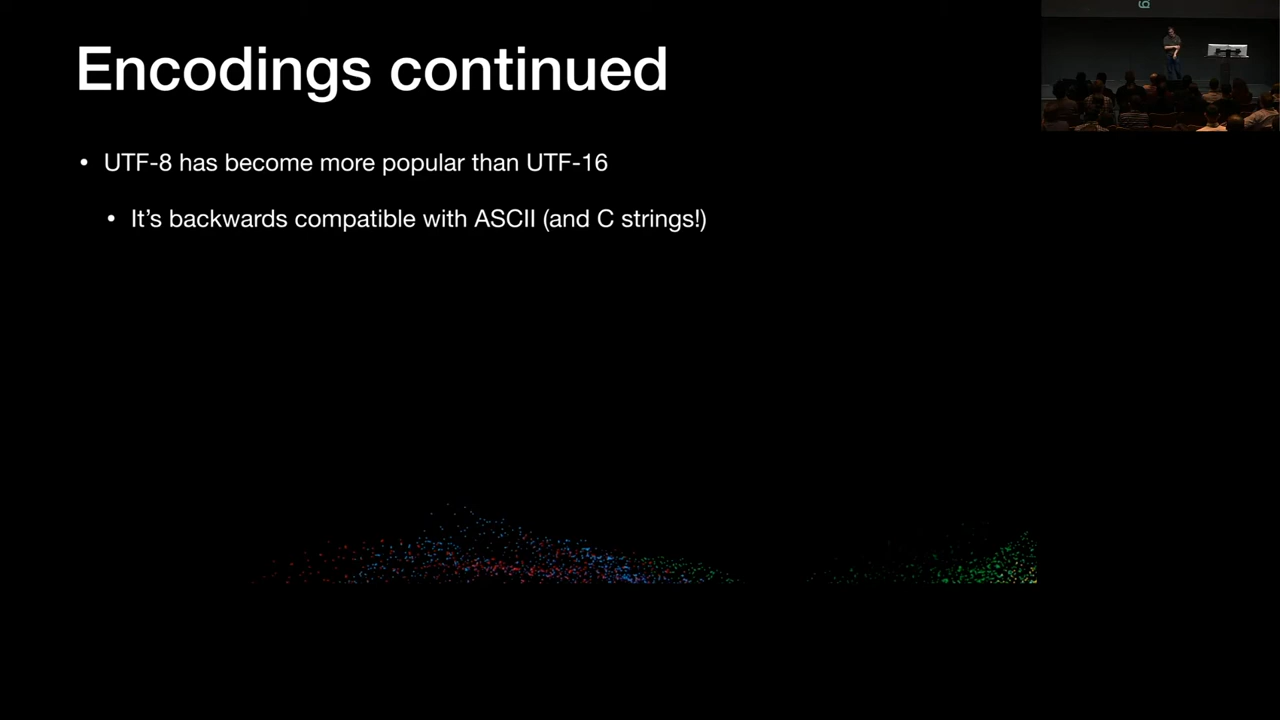 Encodings continued
• UTF-8 has become more popular than UTF-16
• It’s backwards compatible with ASCII (and C strings!)